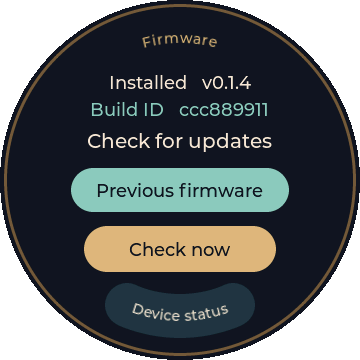 Firmware
Installed v0.1.4
Build ID ccc889911
Check for updates
Previous firmware
Check now
Device status